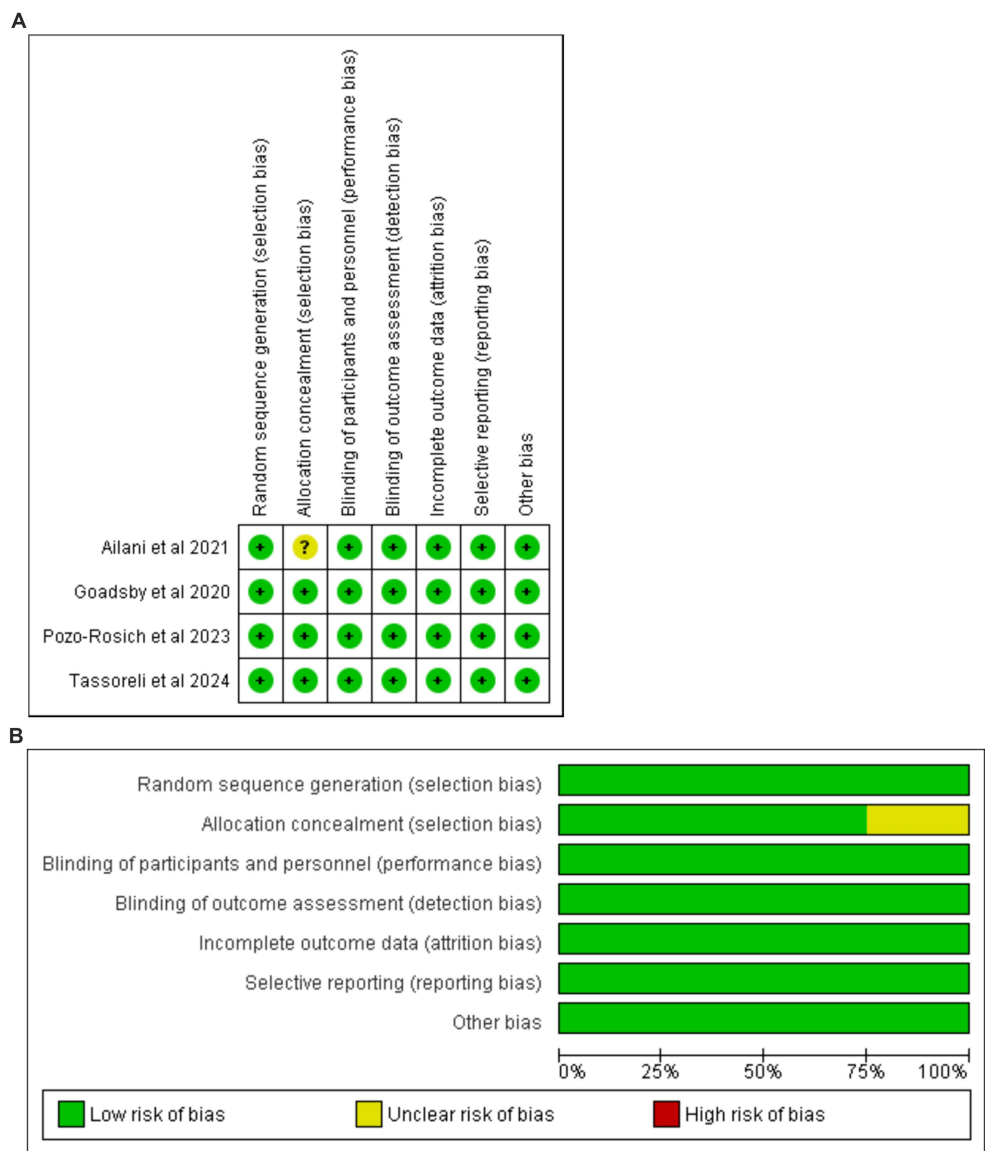 A
Random sequence generation (selection bias)
Allocation concealment (selection bias)
Blinding of participants and personnel (performance bias)
Blinding of outcome assessment (detection bias)
Incomplete outcome data (attrition bias)
Selective reporting (reporting bias)
Other bias
Ailani et al 2021 + ? + + + + +
Goadsby et al 2020 + + + + + + +
Pozo-Rosich et al 2023 + + + + + + +
Tassoreli et al 2024 + + + + + + +
B
Random sequence generation (selection bias)
Allocation concealment (selection bias)
Blinding of participants and personnel (performance bias)
Blinding of outcome assessment (detection bias)
Incomplete outcome data (attrition bias)
Selective reporting (reporting bias)
Other bias
0% 25% 50% 75% 100%
Low risk of bias Unclear risk of bias High risk of bias